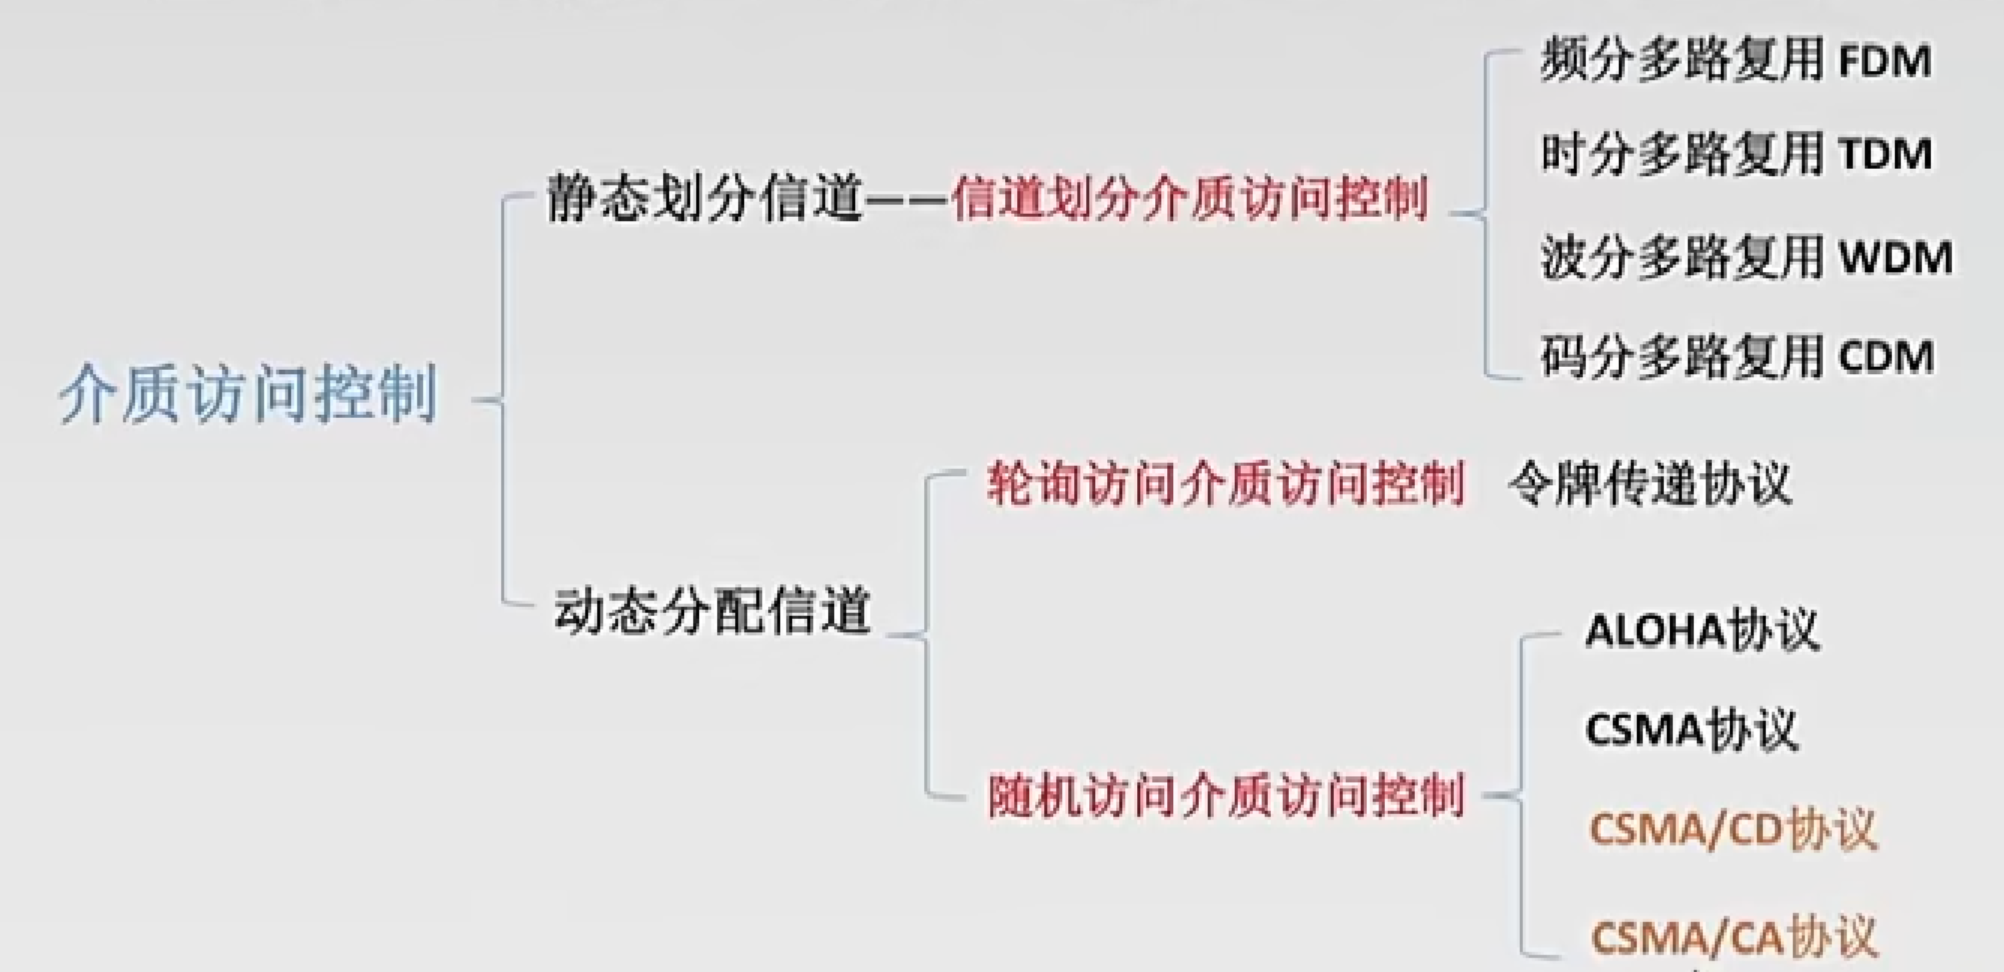 介质访问控制
静态划分信道——信道划分介质访问控制
频分多路复用 FDM
时分多路复用 TDM
波分多路复用 WDM
码分多路复用 CDM
动态分配信道
轮询访问介质访问控制 令牌传递协议
随机访问介质访问控制
ALOHA协议
CSMA协议
CSMA/CD协议
CSMA/CA协议